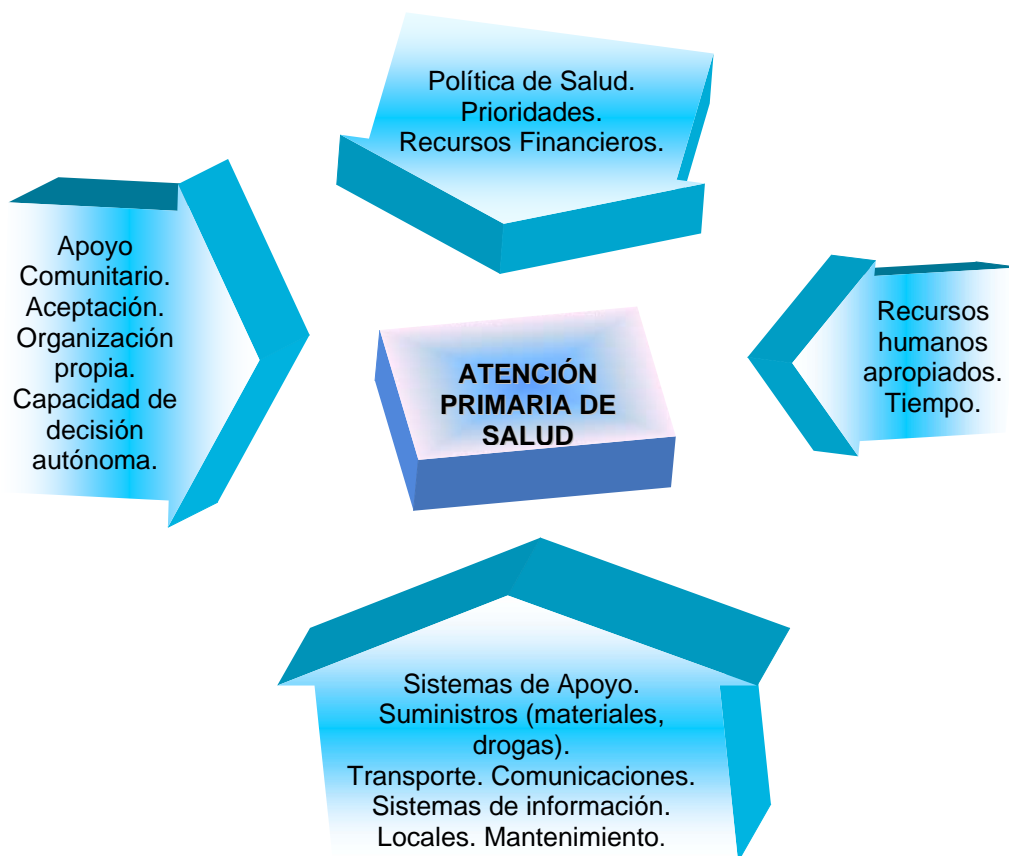 Política de Salud.
Prioridades.
Recursos Financieros.
Apoyo
Comunitario.
Aceptación.
Organización
propia.
Capacidad de
decisión
autónoma.
ATENCIÓN
PRIMARIA DE
SALUD
Recursos
humanos
apropiados.
Tiempo.
Sistemas de Apoyo.
Suministros (materiales,
drogas).
Transporte. Comunicaciones.
Sistemas de información.
Locales. Mantenimiento.